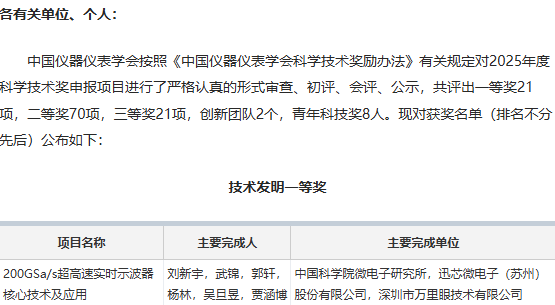 各有关单位、个人：
中国仪器仪表学会按照《中国仪器仪表学会科学技术奖励办法》有关规定对2025年度
科学技术奖申报项目进行了严格认真的形式审查、初评、会评、公示，共评出一等奖21
项，二等奖70项，三等奖21项，创新团队2个，青年科技奖8人。现对获奖名单（排名不分
先后）公布如下：
技术发明一等奖
项目名称 主要完成人 主要完成单位
200GSa/s超高速实时示波器 刘新宇，武锦，郭轩， 中国科学院微电子研究所，迅芯微电子（苏州）
核心技术及应用 杨林，吴旦昱，贾涵博 股份有限公司，深圳市万里眼技术有限公司